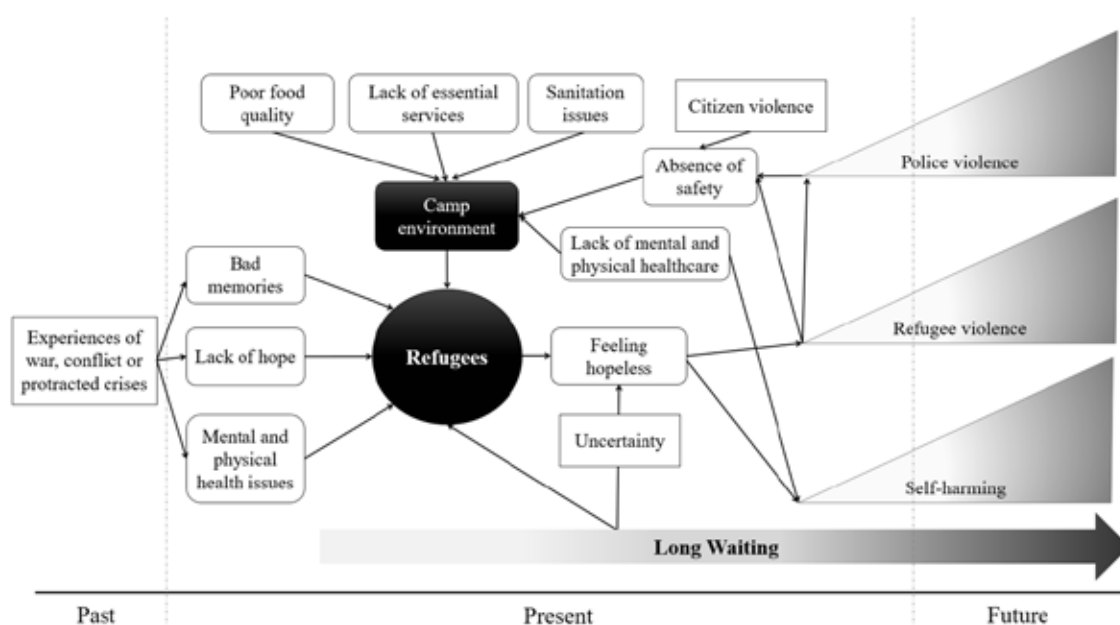 Poor food
quality
Lack of essential
services
Sanitation
issues
Citizen violence
Absence of
safety
Police violence
Camp
environment
Lack of mental and
physical healthcare
Bad
memories
Experiences of
war, conflict or
protracted crises
Lack of hope
Refugees
Feeling
hopeless
Refugee violence
Mental and
physical
health issues
Uncertainty
Self-harming
Long Waiting
Past
Present
Future